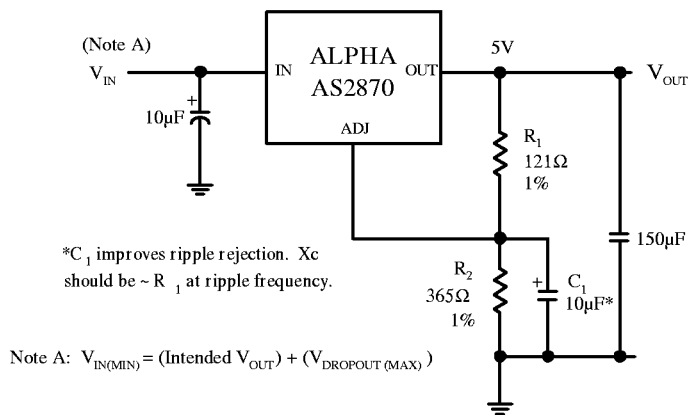 (Note A)
V_IN
+
10µF
ALPHA
AS2870
IN
OUT
ADJ
5V
V_OUT
R_1
121Ω
1%
150µF
R_2
365Ω
1%
+
C_1
10µF*
*C_1 improves ripple rejection. Xc
should be ~ R_1 at ripple frequency.
Note A: V_IN(MIN) = (Intended V_OUT) + (V_DROPOUT (MAX))